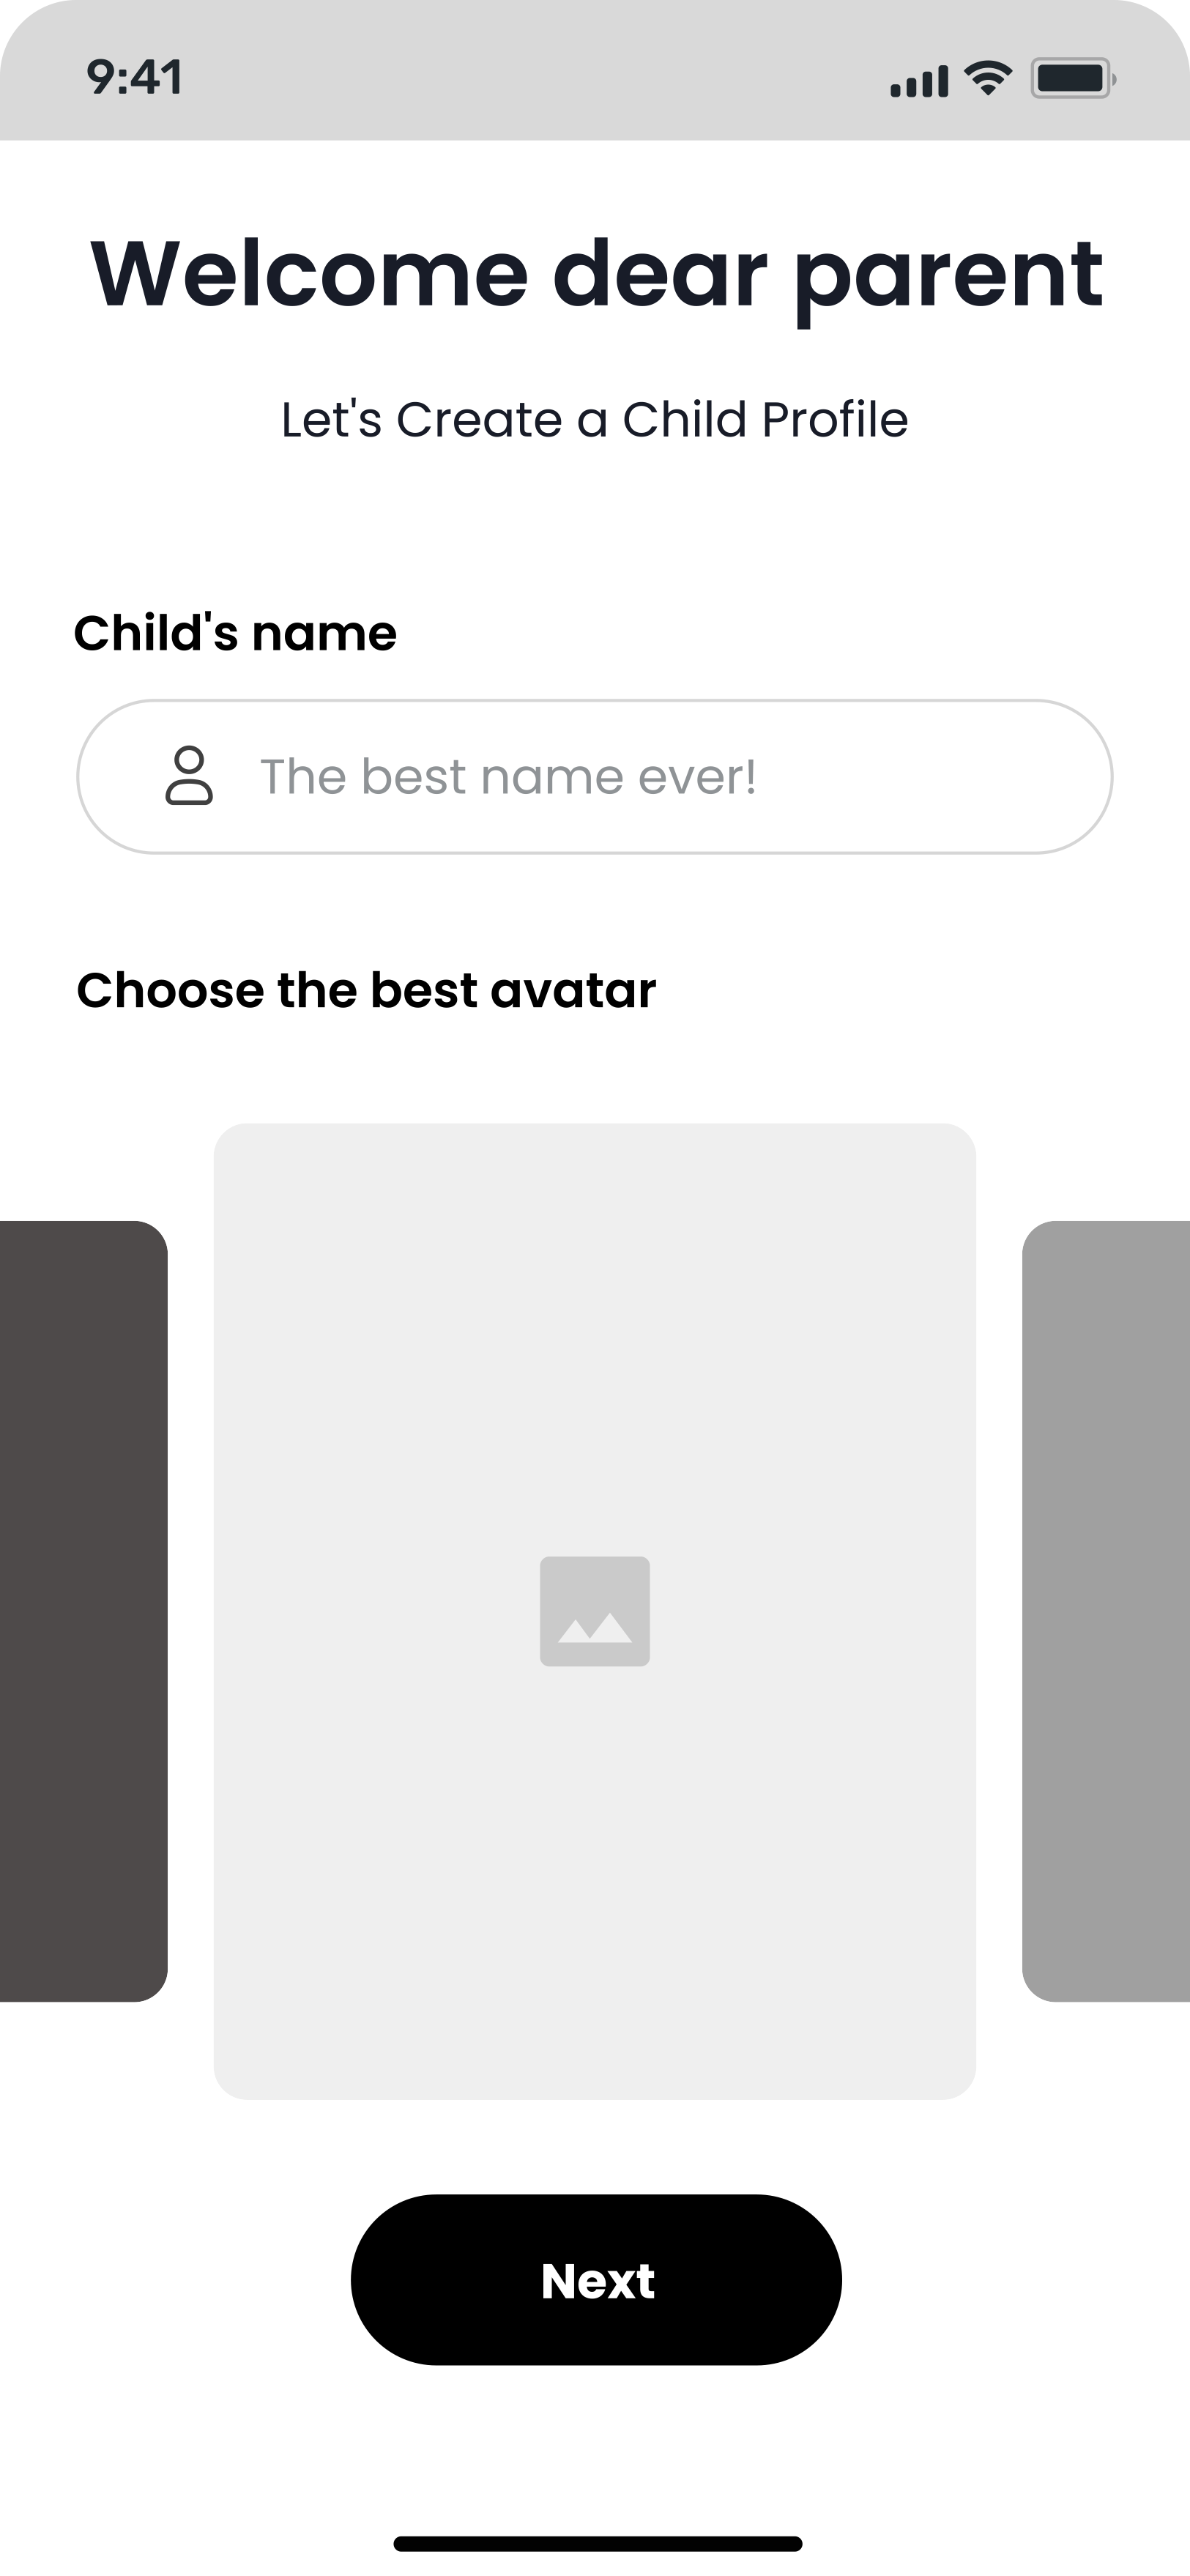 9:41
Welcome dear parent
Let's Create a Child Profile
Child's name
The best name ever!
Choose the best avatar
Next